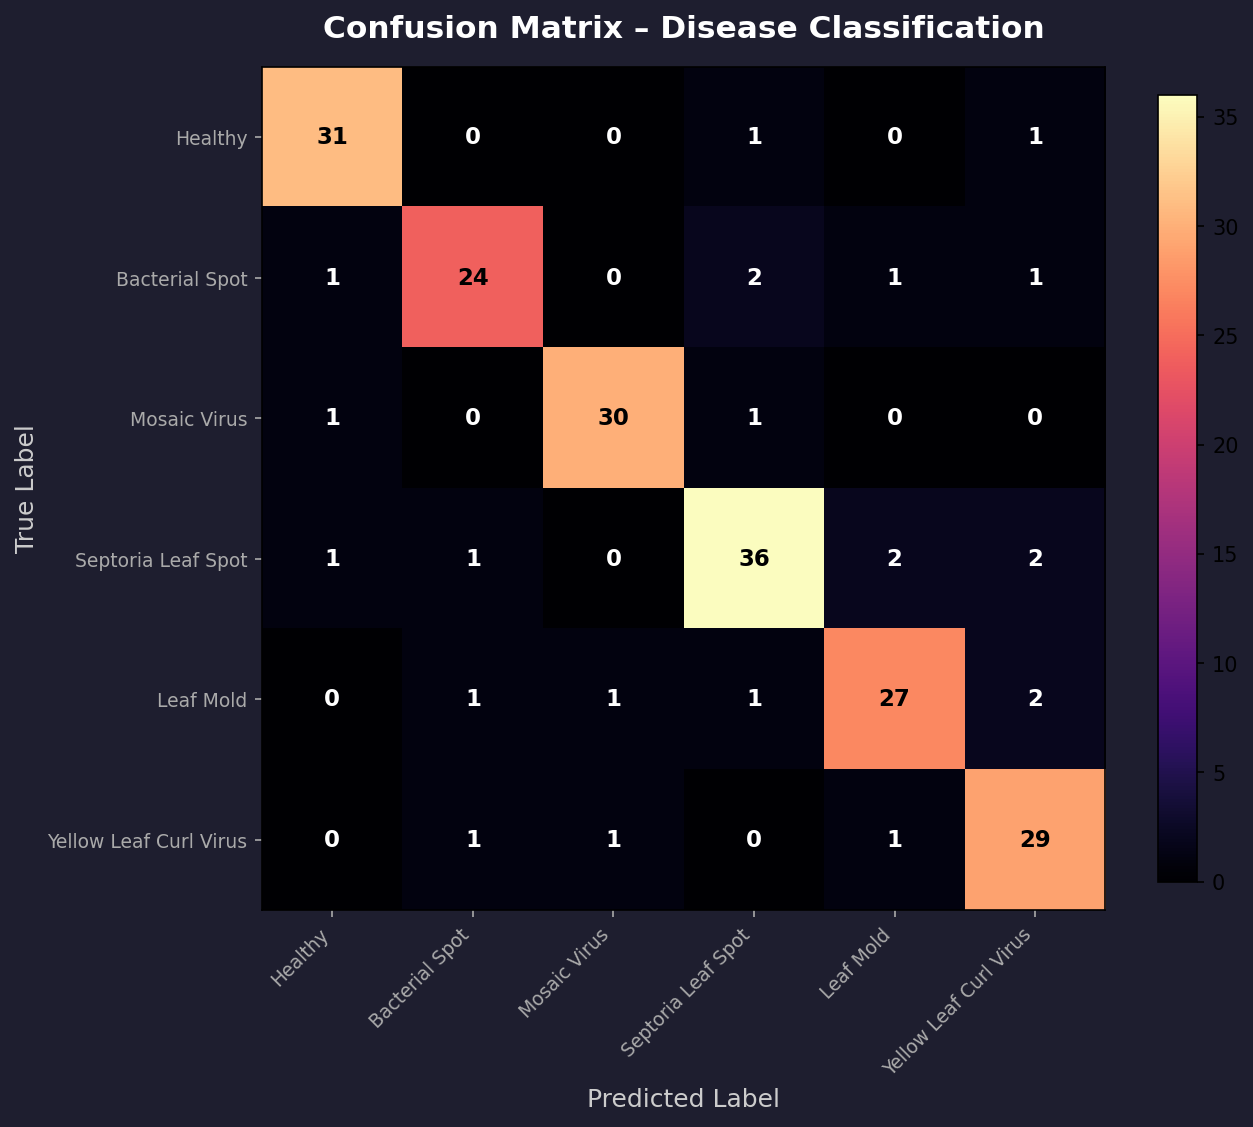 Confusion Matrix – Disease Classification
Healthy 31 0 0 1 0 1
Bacterial Spot 1 24 0 2 1 1
Mosaic Virus 1 0 30 1 0 0
Septoria Leaf Spot 1 1 0 36 2 2
Leaf Mold 0 1 1 1 27 2
Yellow Leaf Curl Virus 0 1 1 0 1 29
True Label
Healthy
Bacterial Spot
Mosaic Virus
Septoria Leaf Spot
Leaf Mold
Yellow Leaf Curl Virus
Predicted Label
35
30
25
20
15
10
5
0